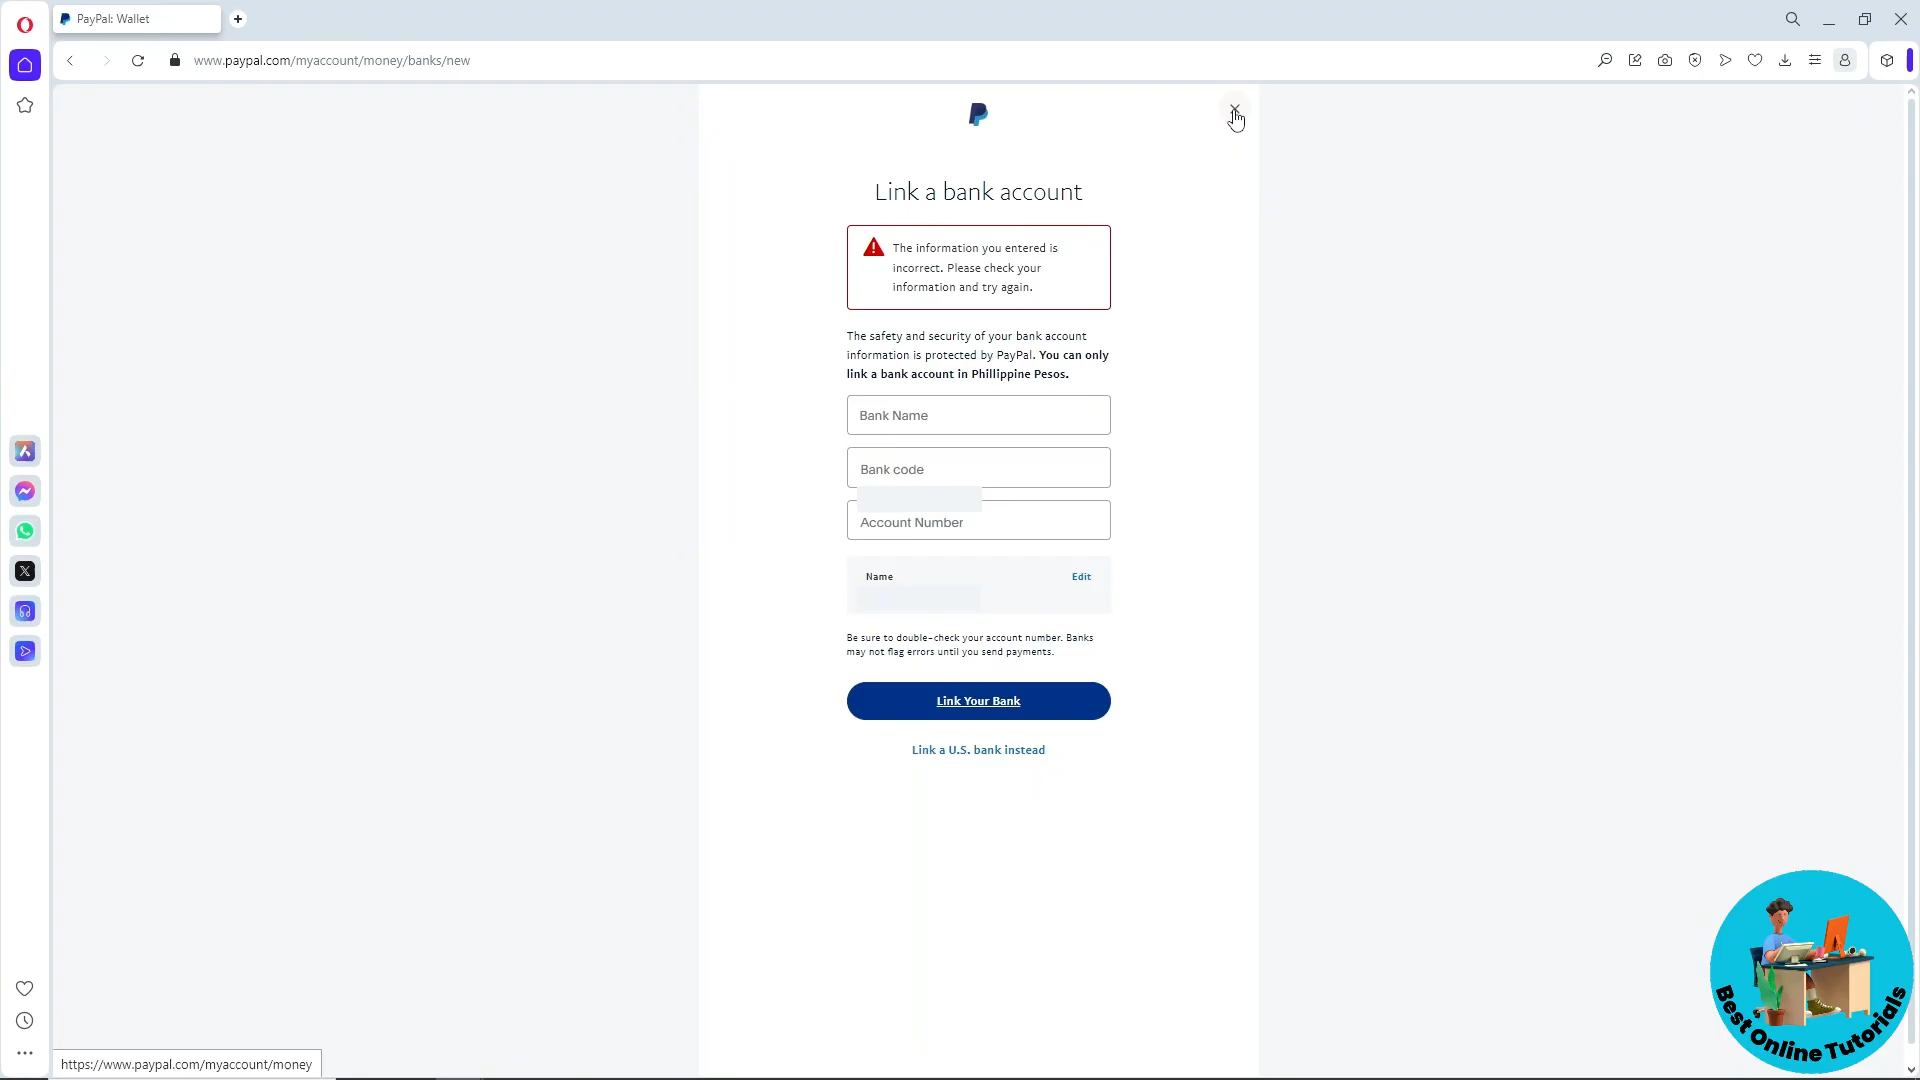 PayPal: Wallet
www.paypal.com/myaccount/money/banks/new
Link a bank account
The information you entered is
incorrect. Please check your
information and try again.
The safety and security of your bank account
information is protected by PayPal. You can only
link a bank account in Phillippine Pesos.
Bank Name
Bank code
Account Number
Name
Edit
Be sure to double-check your account number. Banks
may not flag errors until you send payments.
Link Your Bank
Link a U.S. bank instead
Best Online Tutorials
https://www.paypal.com/myaccount/money